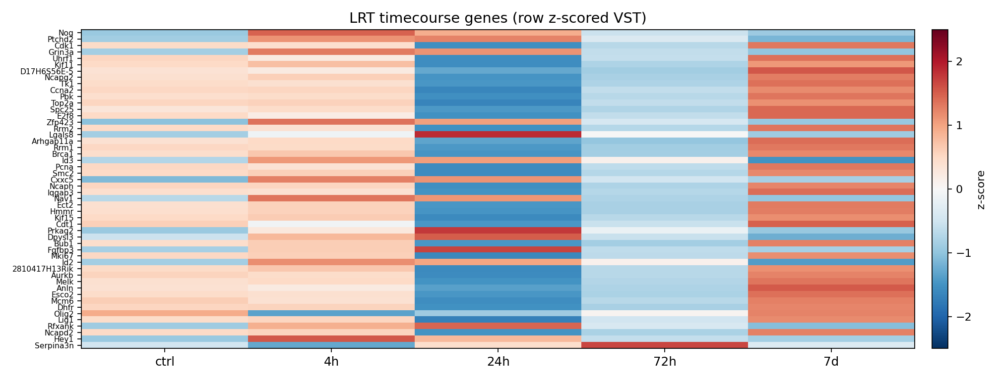 LRT timecourse genes (row z-scored VST)
Nog
Ptchd2
Cdk1
Grin3a
Uhrf1
Kif11
D17H6S56E-5
Ncapg2
Tk1
Ccna2
Pbk
Top2a
Spc25
E2f8
Zfp423
Rrm2
Lgals8
Arhgap11a
Rrm1
Brca1
Id3
Pcna
Smc2
Cxxc5
Ncaph
Iqgap3
Nav1
Ect2
Hmmr
Kif15
Cdt1
Prkag2
Dpysl3
Bub1
Fgfbp3
Mki67
Id2
2810417H13Rik
Aurkb
Melk
Anln
Esco2
Mcm6
Dhfr
Olig2
Lig1
Rfxank
Ncapd2
Hey1
Serpina3n
ctrl 4h 24h 72h 7d
2
1
0
−1
−2
z-score